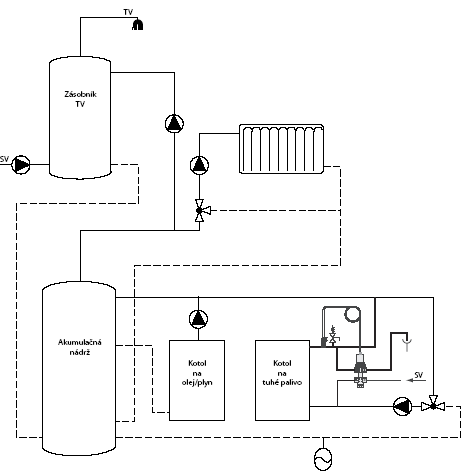 TV
Zásobník
TV
SV
Akumulačná
nádrž
Kotol
na
olej/plyn
Kotol
na
tuhé palivo
SV